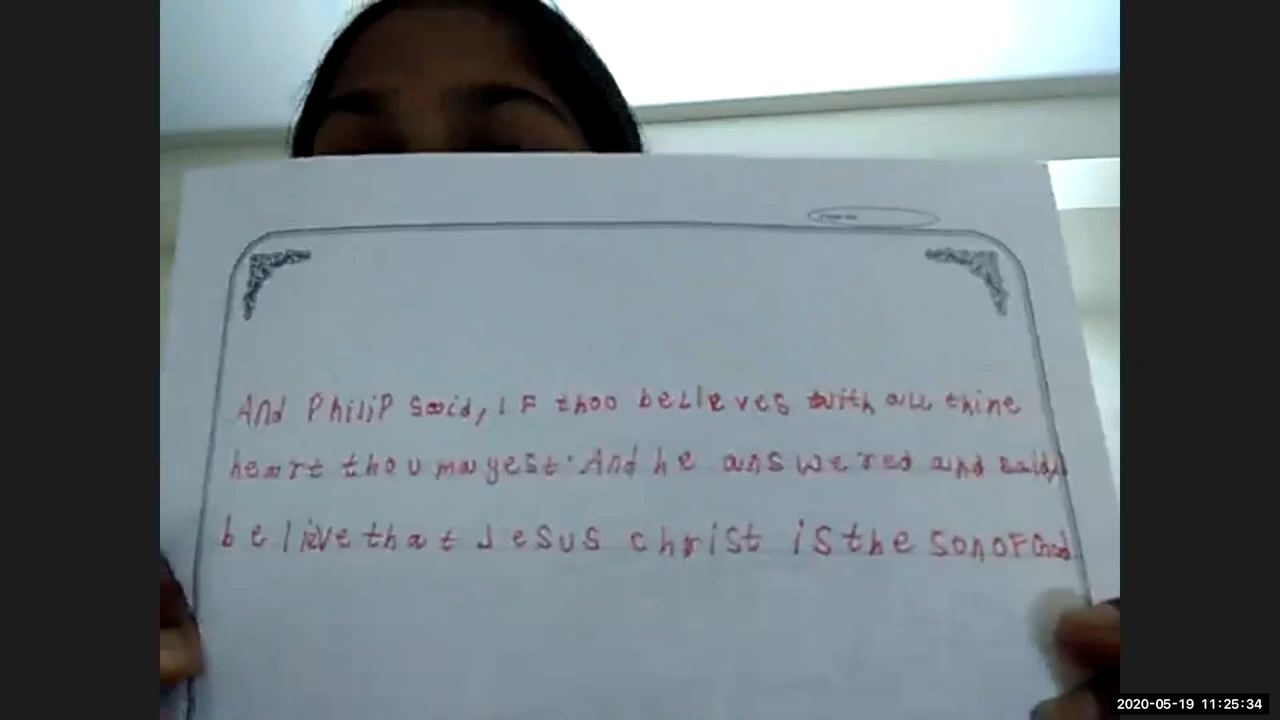 And PhiliP Said, IF thoo believes with all thine
heart thou mayest. And he answered and said,
believe that Jesus christ is the son oF God
2020-05-19 11:25:34